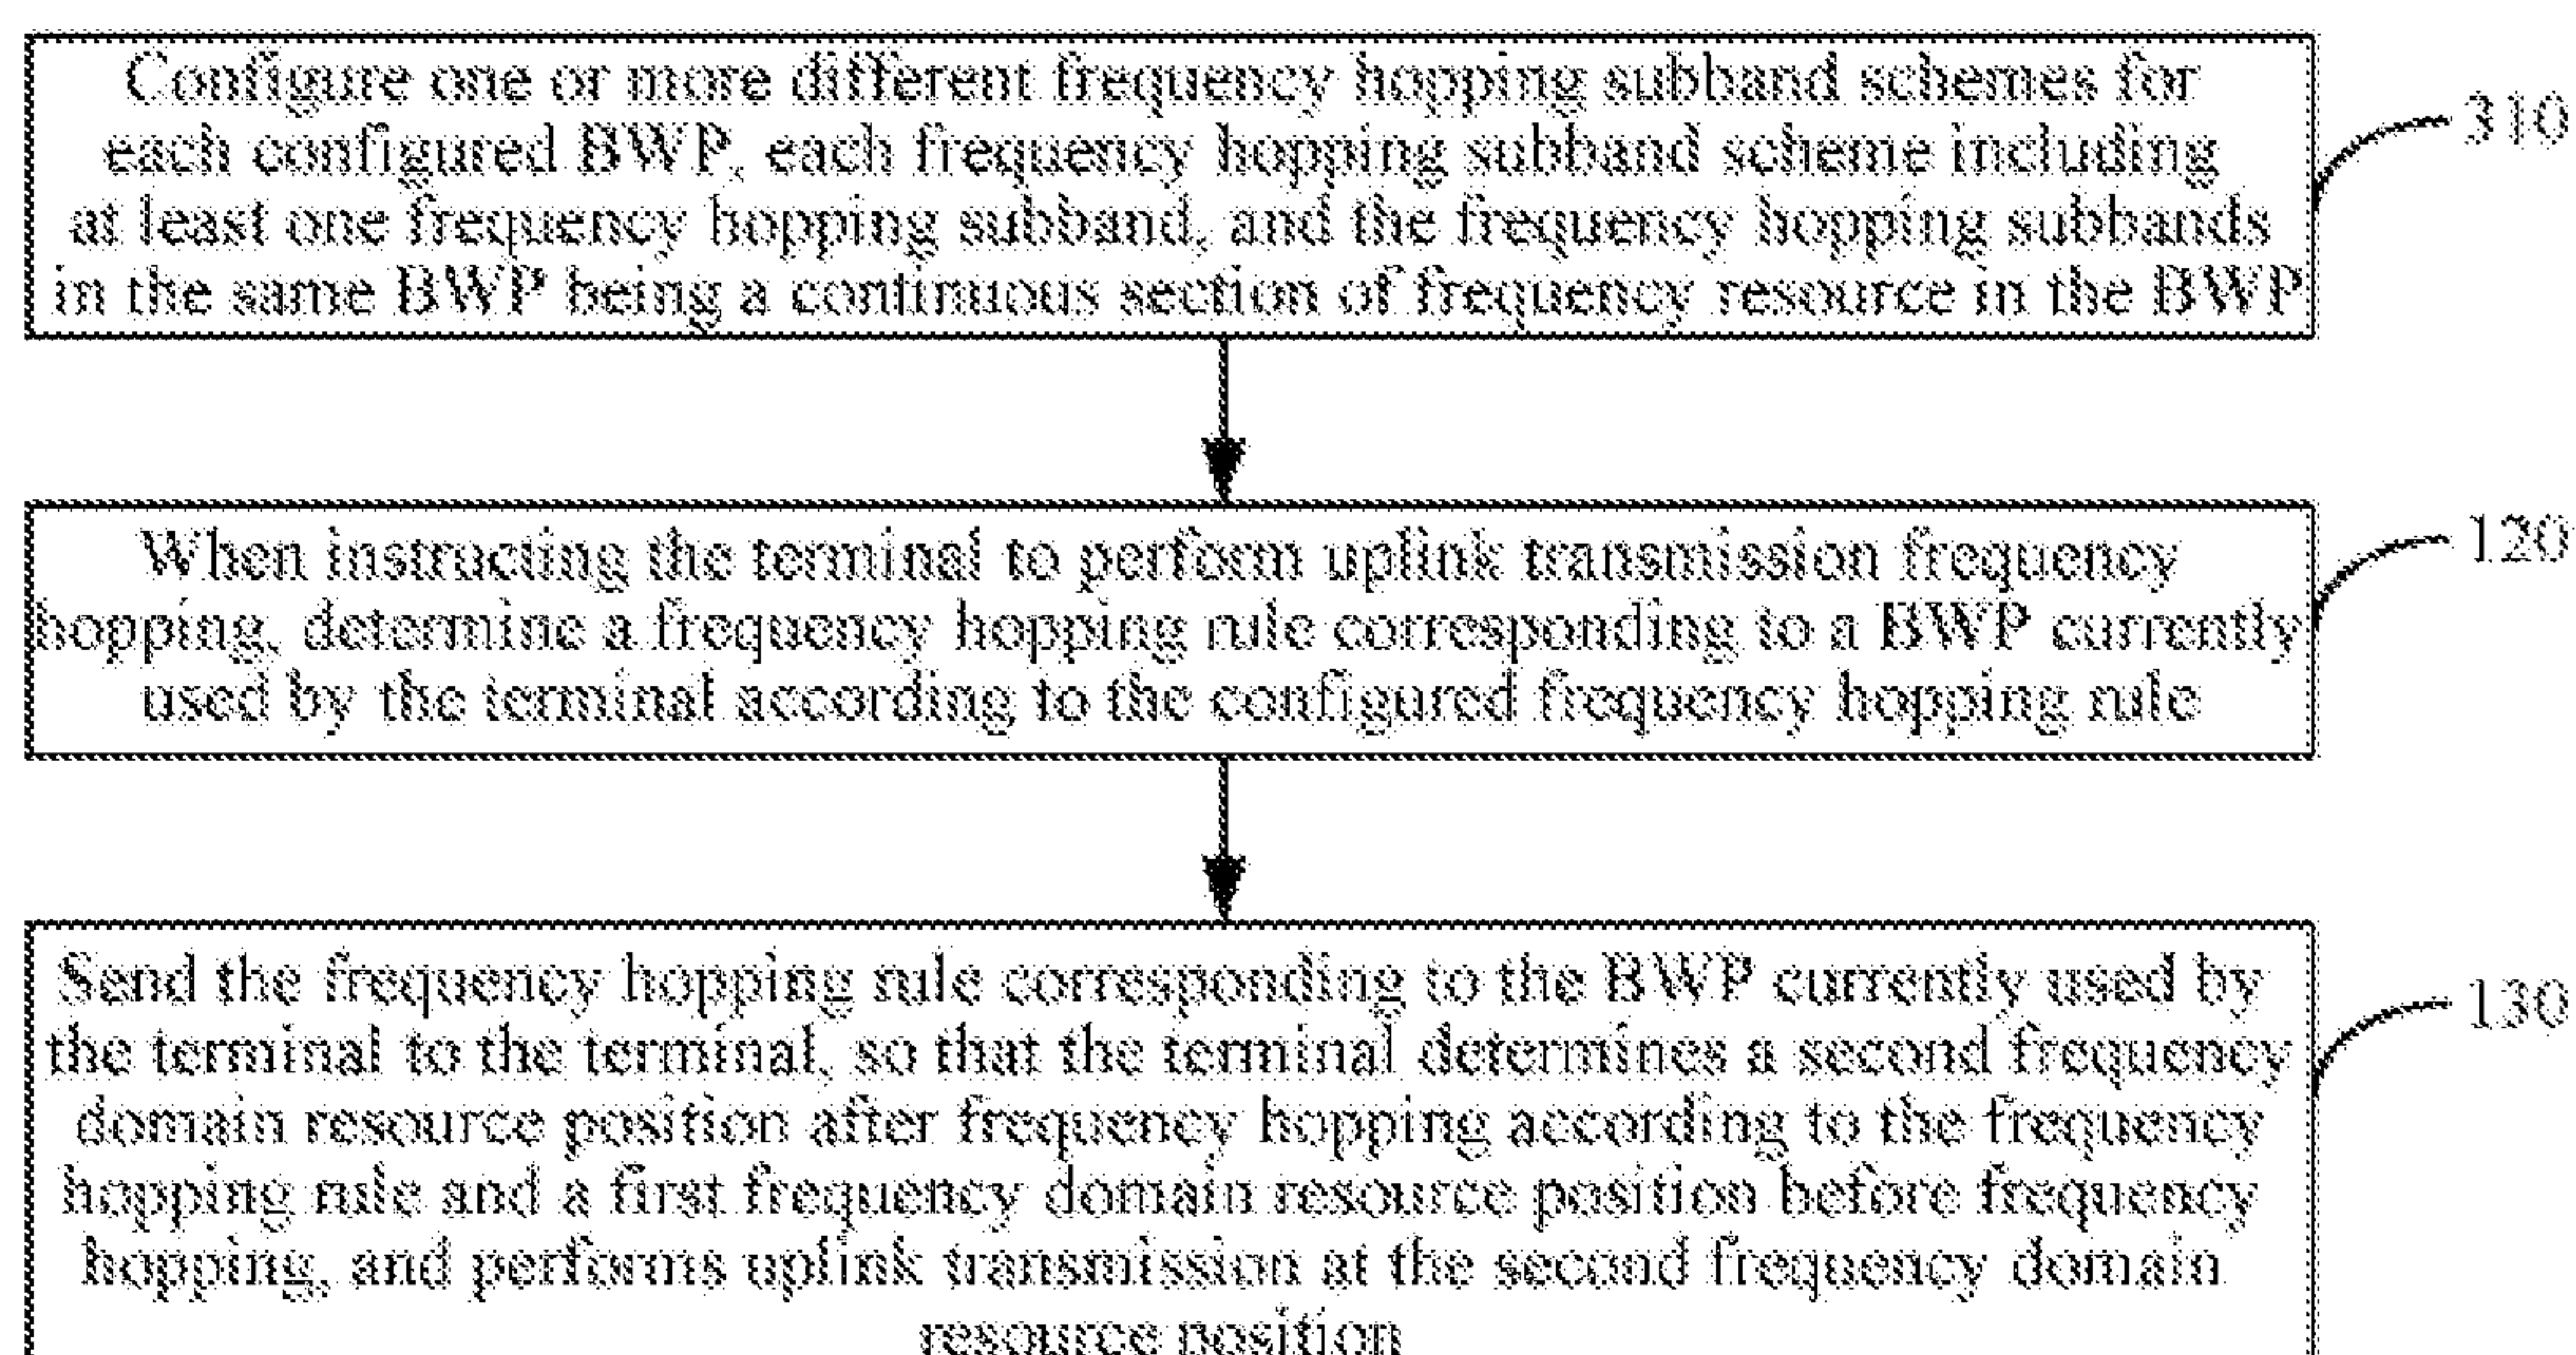 Configure one or more different frequency hopping subband schemes for
each configured BWP, each frequency hopping subband scheme including
at least one frequency hopping subband, and the frequency hopping subbands
in the same BWP being a continuous section of frequency resource in the BWP
310
When instructing the terminal to perform uplink transmission frequency
hopping, determine a frequency hopping rule corresponding to a BWP currently
used by the terminal according to the configured frequency hopping rule
120
Send the frequency hopping rule corresponding to the BWP currently used by
the terminal to the terminal, so that the terminal determines a second frequency
domain resource position after frequency hopping according to the frequency
hopping rule and a first frequency domain resource position before frequency
hopping, and performs uplink transmission at the second frequency domain
resource position
130